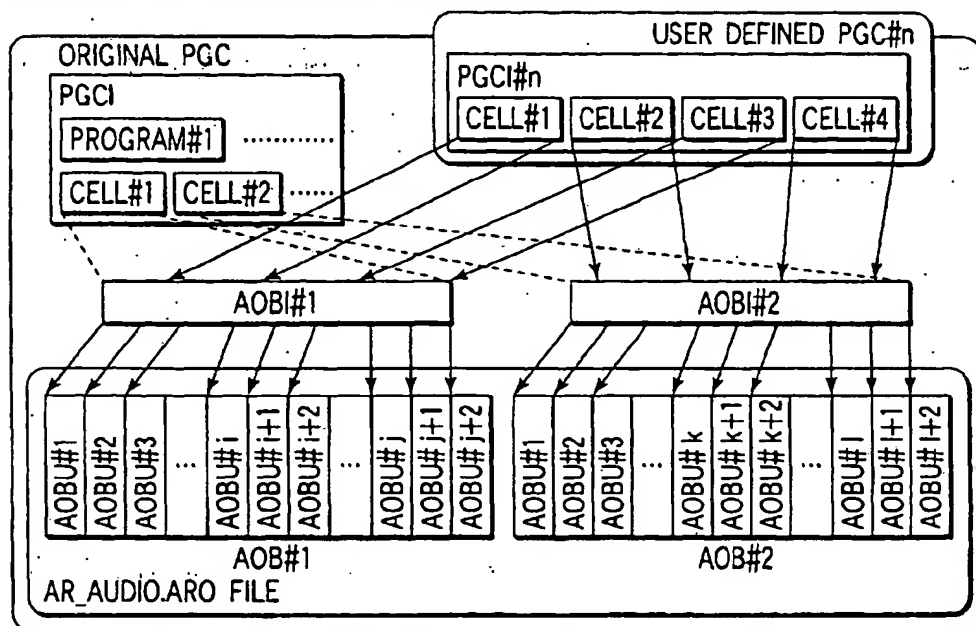 USER DEFINED PGC#n
ORIGINAL PGC
PGCI#n
PGCI
CELL#1 CELL#2 CELL#3 CELL#4
PROGRAM#1 ..........
CELL#1 CELL#2 ......
AOBI#1 AOBI#2
AOBU#1 AOBU#2 AOBU#3 ... AOBU#i AOBU#i+1 AOBU#i+2 ... AOBU#j AOBU#j+1 AOBU#j+2
AOBU#1 AOBU#2 AOBU#3 ... AOBU#k AOBU#k+1 AOBU#k+2 ... AOBU#l AOBU#l+1 AOBU#l+2
AOB#1 AOB#2
AR_AUDIO.ARO FILE